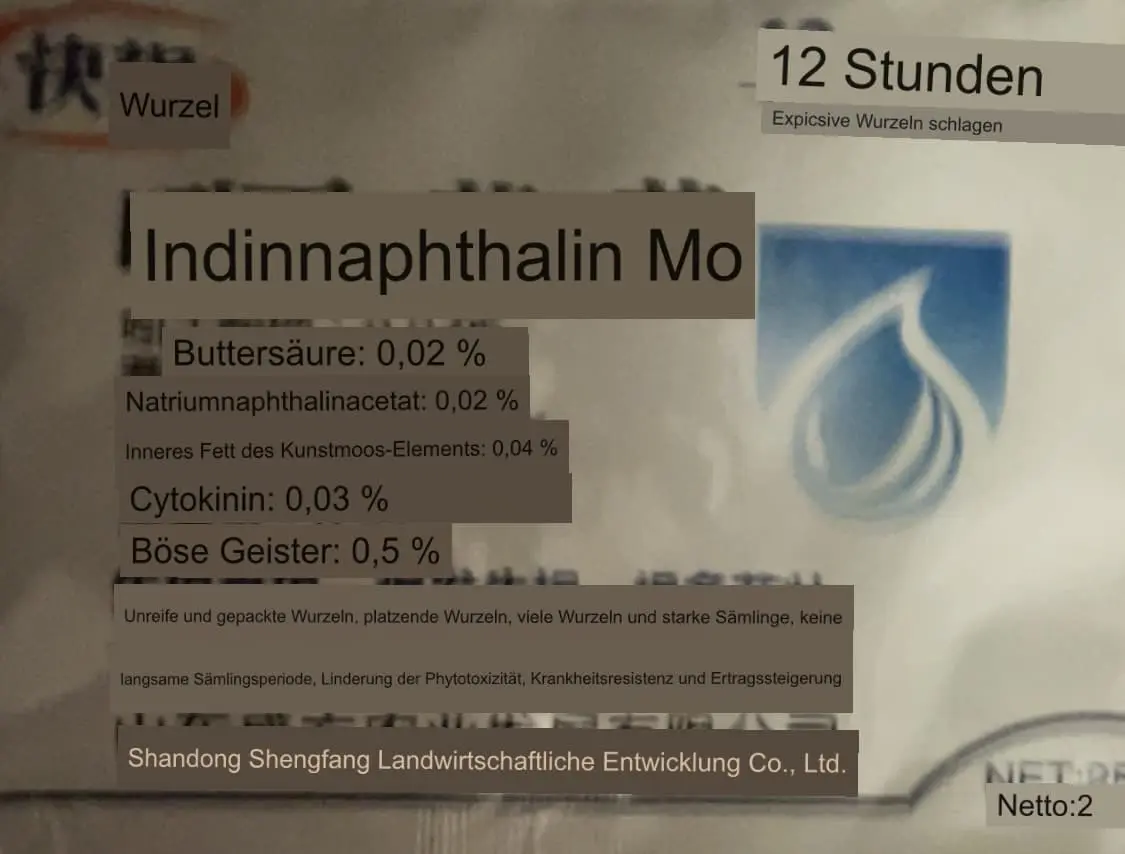 快
Wurzel
12 Stunden
Expicsive Wurzeln schlagen
Indinnaphthalin Mo
Buttersäure: 0,02 %
Natriumnaphthalinacetat: 0,02 %
Inneres Fett des Kunstmoos-Elements: 0,04 %
Cytokinin: 0,03 %
Böse Geister: 0,5 %
Unreife und gepackte Wurzeln, platzende Wurzeln, viele Wurzeln und starke Sämlinge, keine
langsame Sämlingsperiode, Linderung der Phytotoxizität, Krankheitsresistenz und Ertragssteigerung
Shandong Shengfang Landwirtschaftliche Entwicklung Co., Ltd.
NET
Netto:2